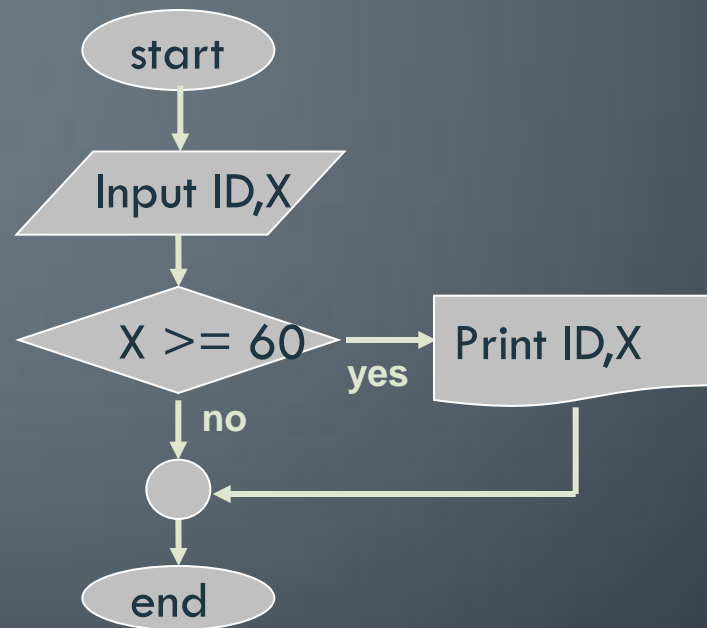 start
Input ID,X
X >= 60
yes
Print ID,X
no
end